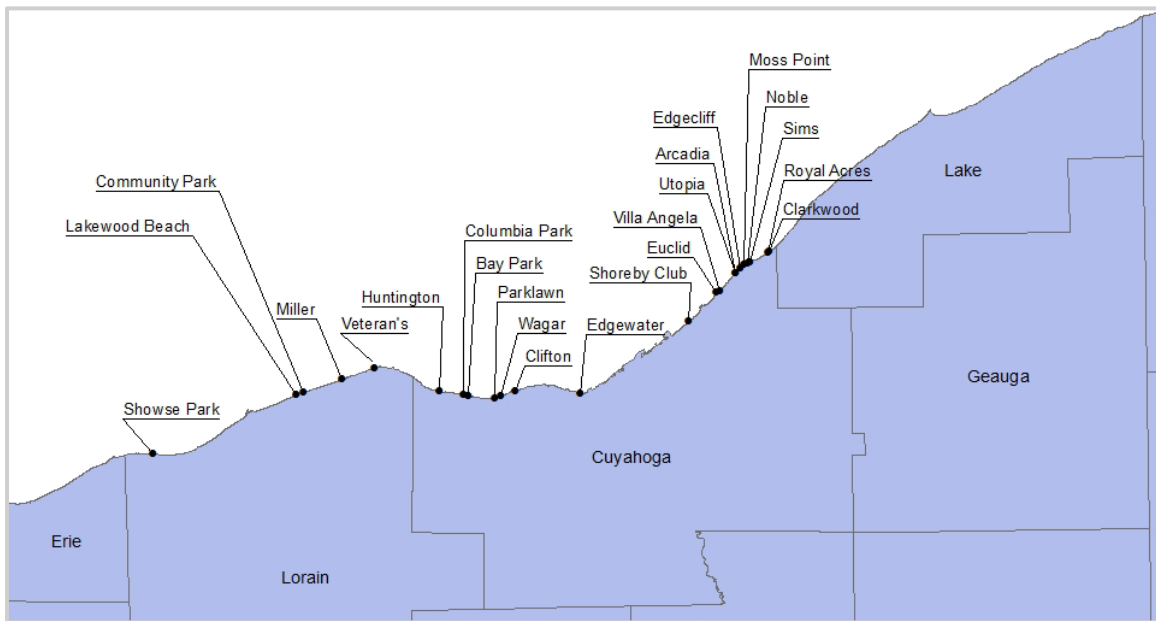 Moss Point
Noble
Edgecliff
Sims
Arcadia
Royal Acres
Lake
Community Park
Utopia
Clarkwood
Lakewood Beach
Villa Angela
Columbia Park
Euclid
Bay Park
Shoreby Club
Huntington
Parklawn
Miller
Veteran's
Wagar
Edgewater
Clifton
Geauga
Showse Park
Cuyahoga
Erie
Lorain